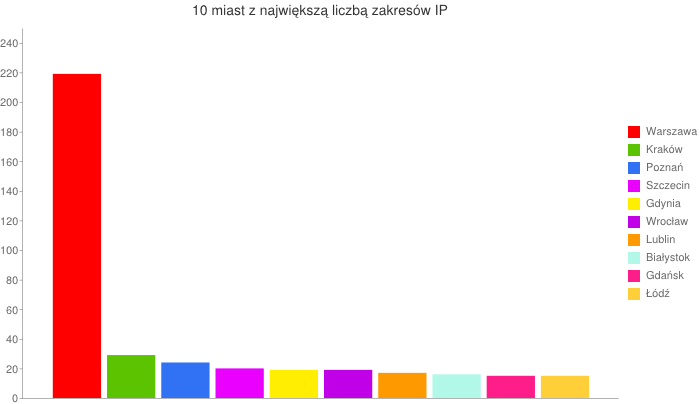 10 miast z największą liczbą zakresów IP
240
220
200
180
160
140
120
100
80
60
40
20
0
Warszawa
Kraków
Poznań
Szczecin
Gdynia
Wrocław
Lublin
Białystok
Gdańsk
Łódź